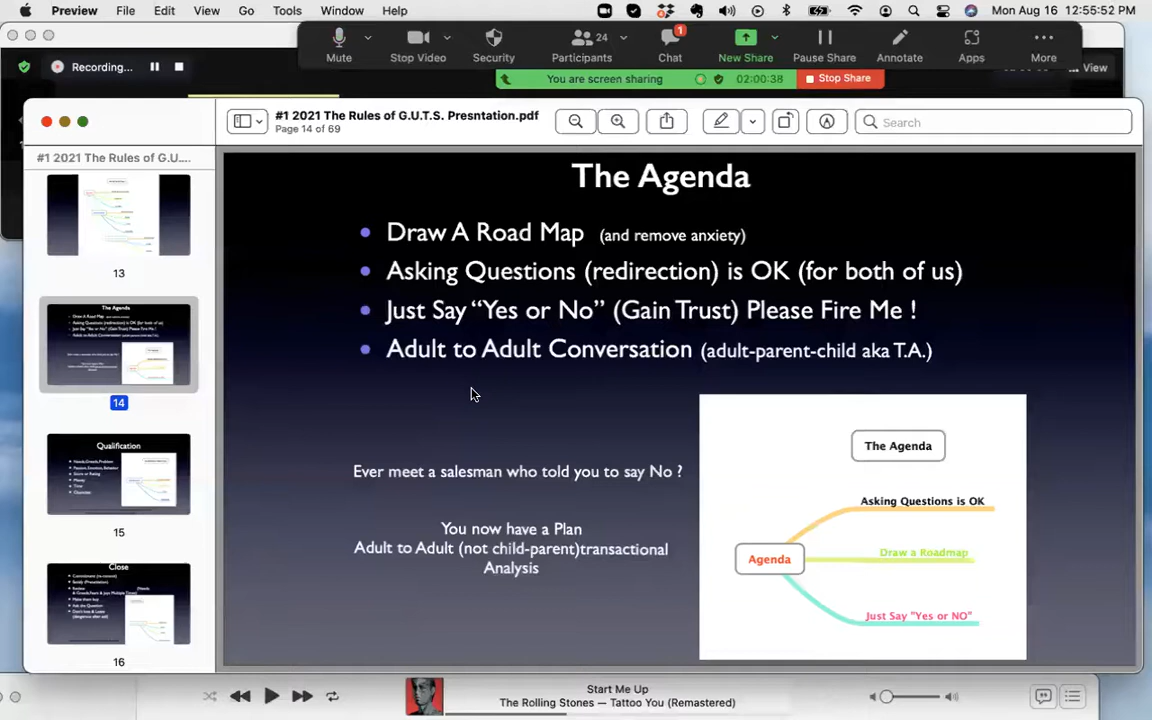 Preview File Edit View Go Tools Window Help Mon Aug 16 12:55:52 PM
Recording...
Mute Stop Video Security Participants 24 Chat 1 New Share Pause Share Annotate Apps More
View
You are screen sharing 02:00:38 Stop Share
#1 2021 The Rules of G.U.T.S. Presntation.pdf
Page 14 of 69
Search
#1 2021 The Rules of G.U....
13
14
Qualification
15
Close
16
The Agenda
Draw A Road Map (and remove anxiety)
Asking Questions (redirection) is OK (for both of us)
Just Say “Yes or No” (Gain Trust) Please Fire Me !
Adult to Adult Conversation (adult-parent-child aka T.A.)
Ever meet a salesman who told you to say No ?
You now have a Plan
Adult to Adult (not child-parent)transactional
Analysis
The Agenda
Asking Questions is OK
Agenda
Draw a Roadmap
Just Say "Yes or NO"
Start Me Up
The Rolling Stones — Tattoo You (Remastered)